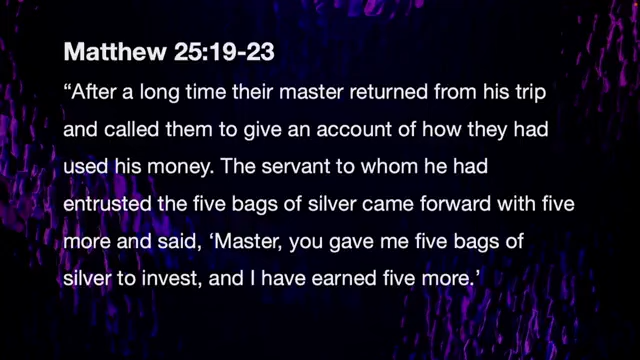 Matthew 25:19-23
“After a long time their master returned from his trip
and called them to give an account of how they had
used his money. The servant to whom he had
entrusted the five bags of silver came forward with five
more and said, ‘Master, you gave me five bags of
silver to invest, and I have earned five more.’